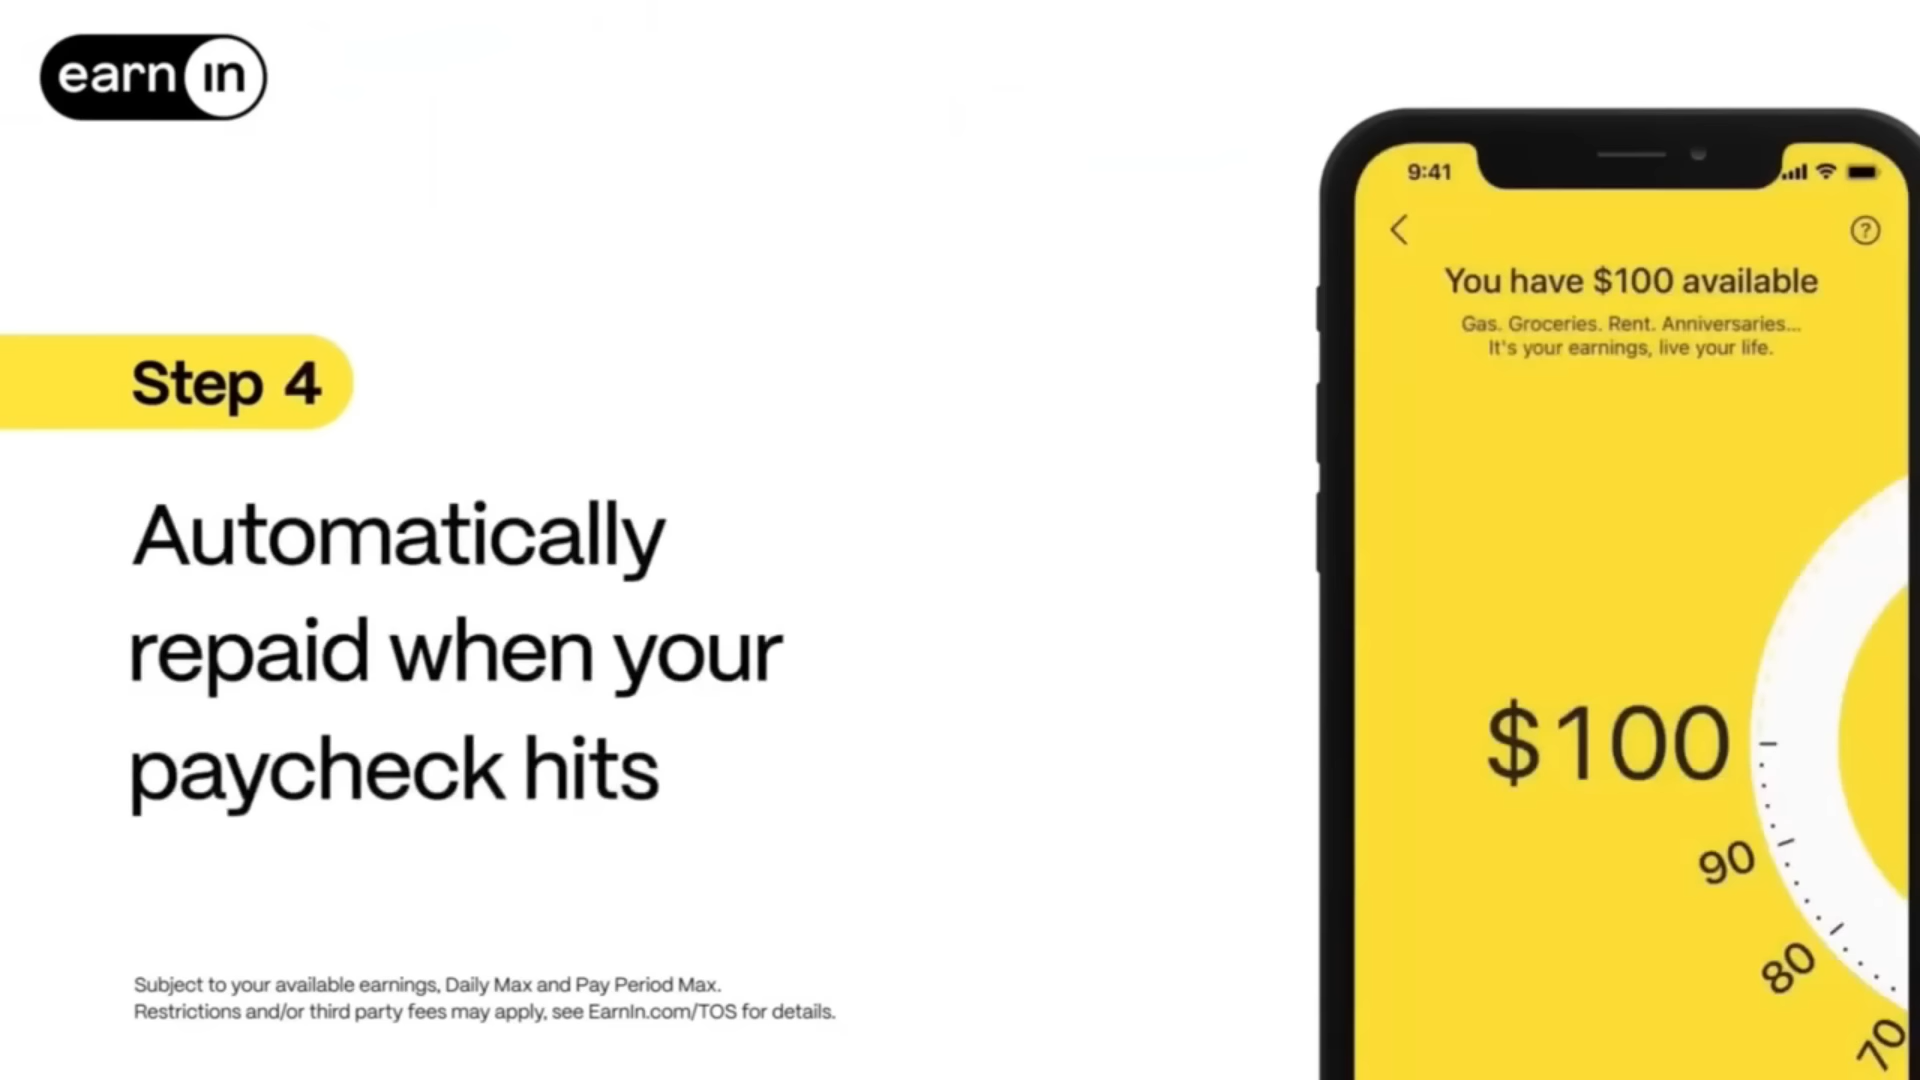 earnin
Step 4
Automatically
repaid when your
paycheck hits
Subject to your available earnings, Daily Max and Pay Period Max.
Restrictions and/or third party fees may apply, see EarnIn.com/TOS for details.
9:41
?
You have $100 available
Gas. Groceries. Rent. Anniversaries...
It's your earnings, live your life.
$100
90
80
70